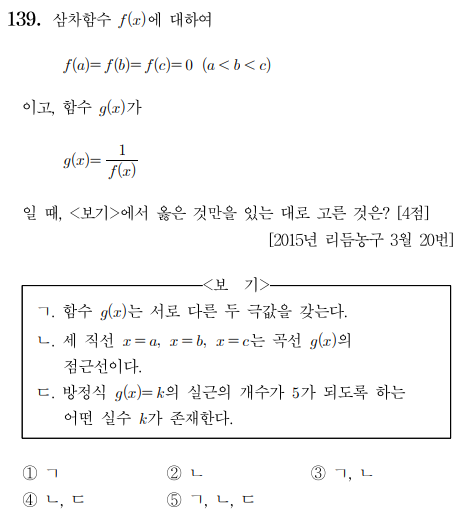 139. 삼차함수 f(x)에 대하여
f(a)=f(b)=f(c)=0 (a<b<c)
이고, 함수 g(x)가
g(x)=1/f(x)
일 때, <보기>에서 옳은 것만을 있는 대로 고른 것은? [4점]
[2015년 리듬농구 3월 20번]
<보 기>
ㄱ. 함수 g(x)는 서로 다른 두 극값을 갖는다.
ㄴ. 세 직선 x=a, x=b, x=c는 곡선 g(x)의
점근선이다.
ㄷ. 방정식 g(x)=k의 실근의 개수가 5가 되도록 하는
어떤 실수 k가 존재한다.
① ㄱ ② ㄴ ③ ㄱ, ㄴ
④ ㄴ, ㄷ ⑤ ㄱ, ㄴ, ㄷ